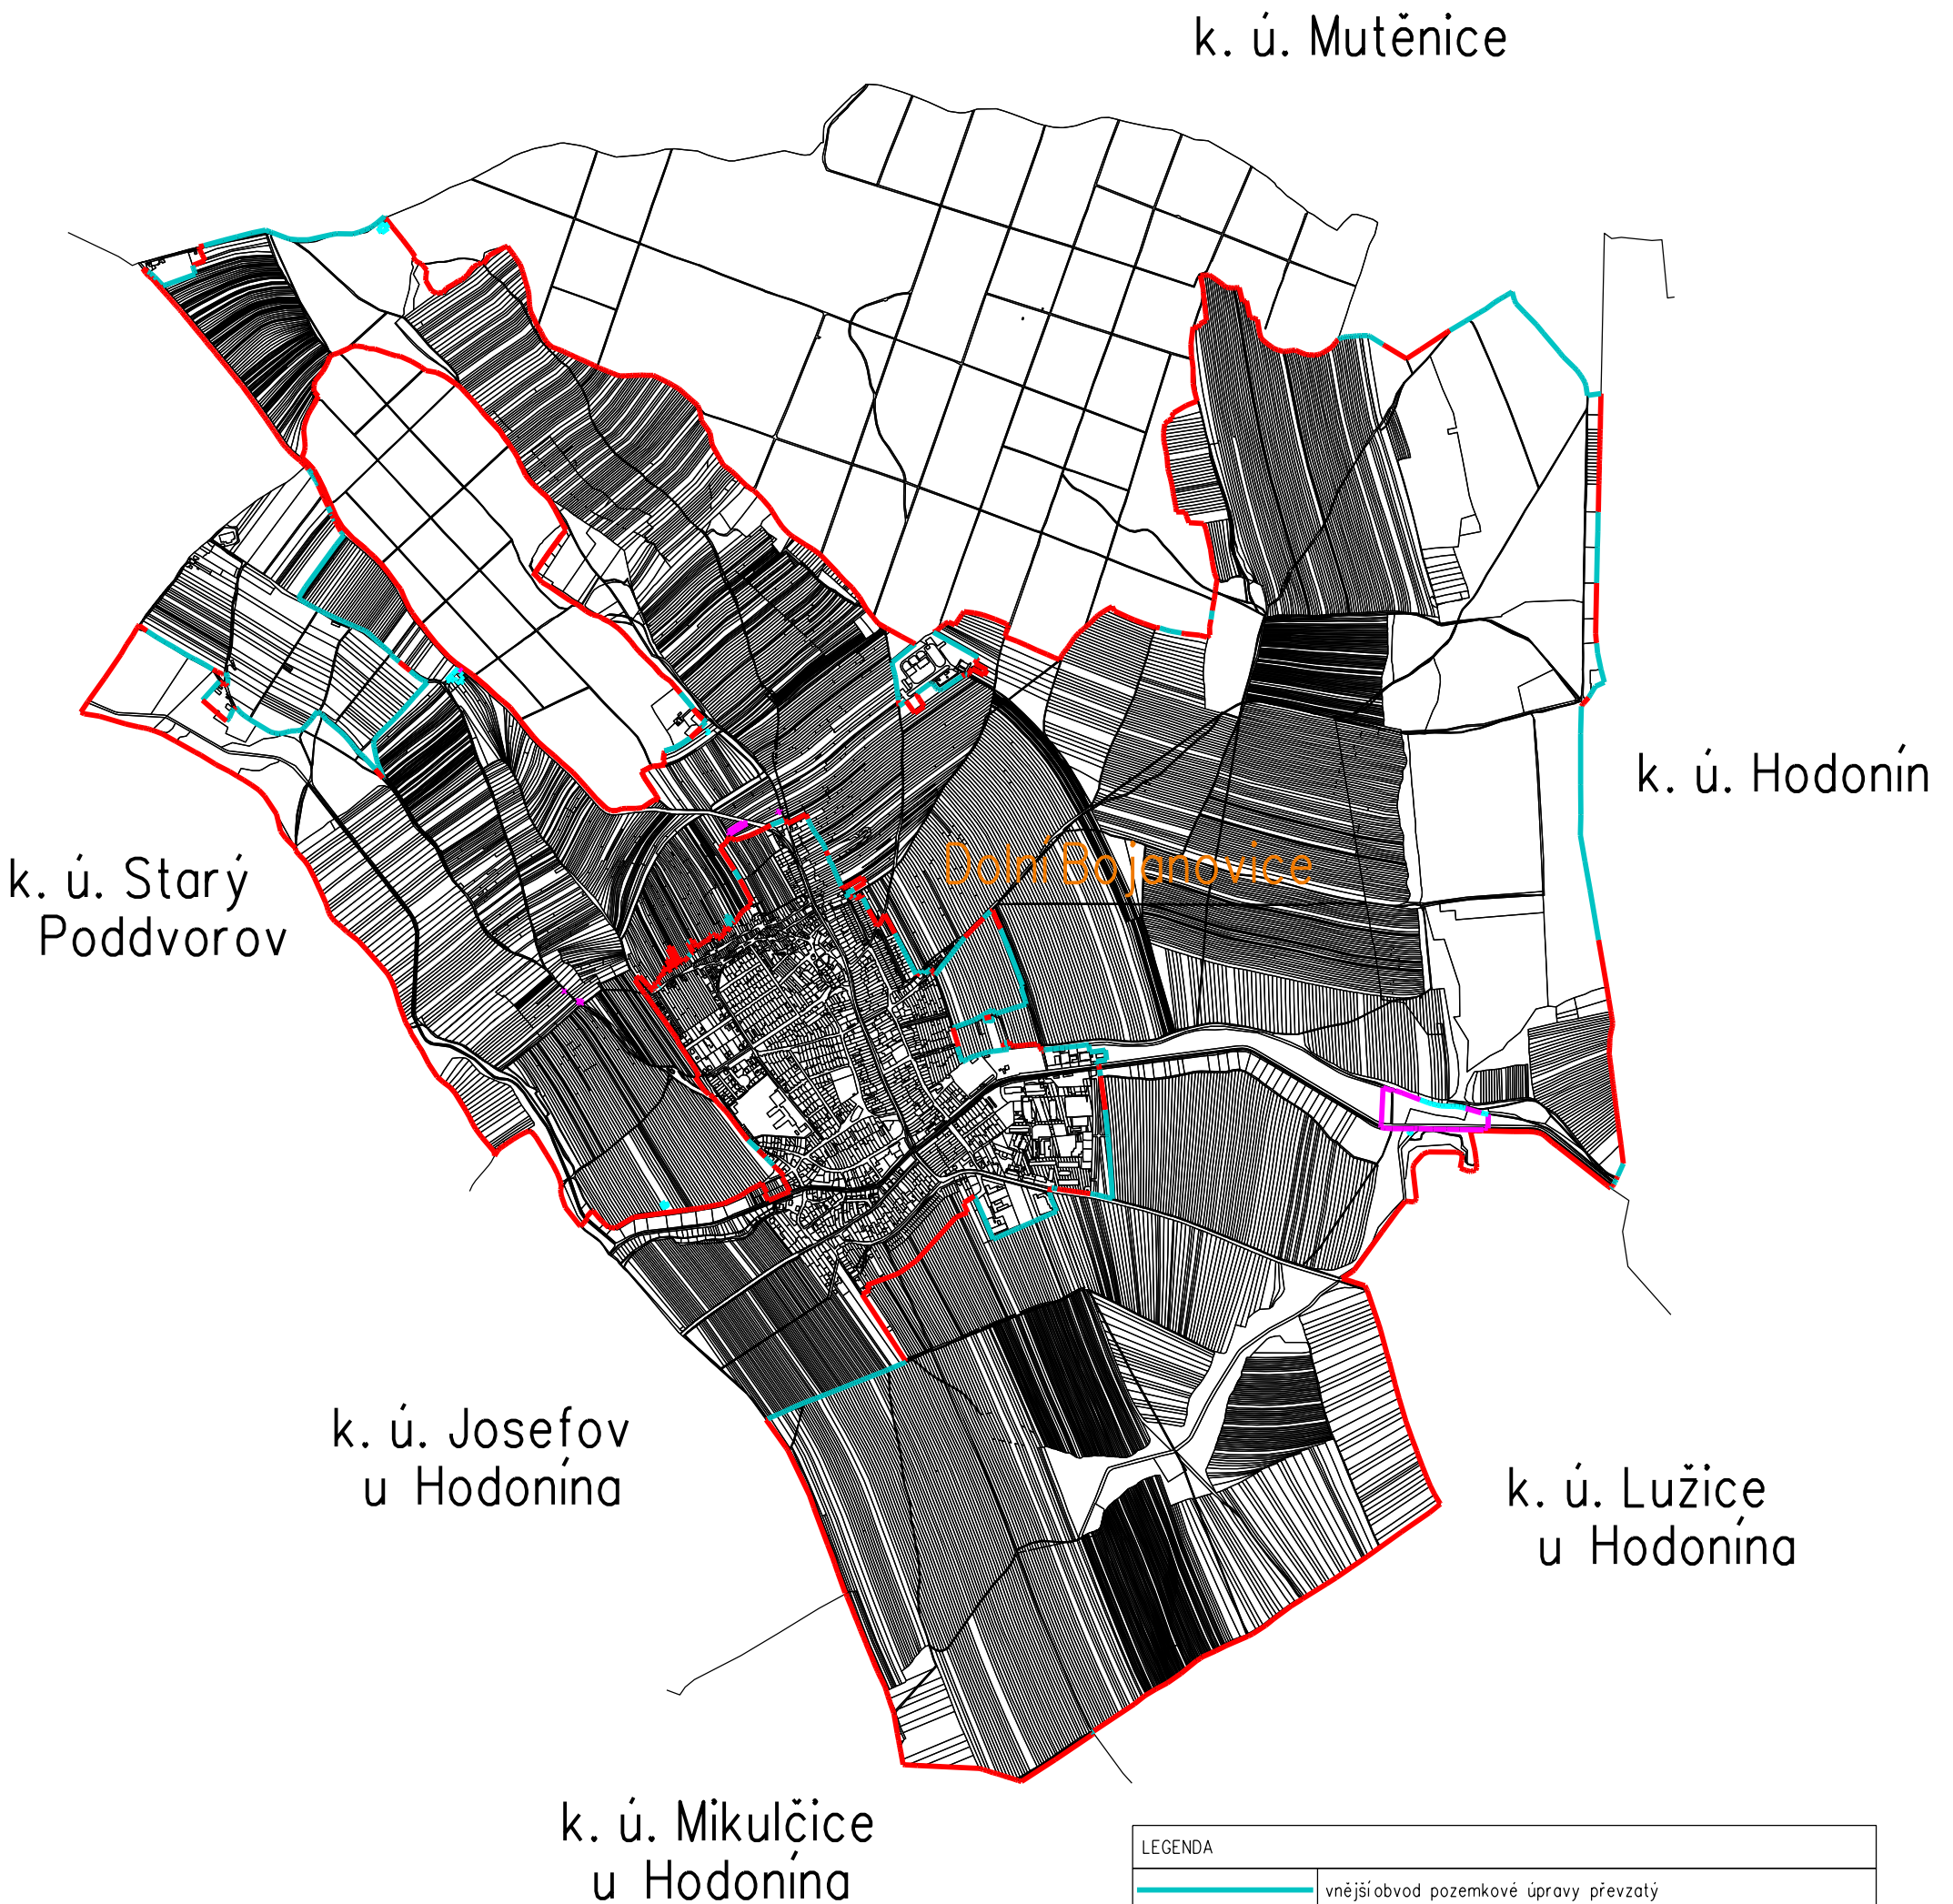 k. ú. Mutěnice
k. ú. Hodonín
Dolní Bojanovice
k. ú. Starý
Poddvorov
k. ú. Josefov
u Hodonína
k. ú. Lužice
u Hodonína
k. ú. Mikulčice
u Hodonína
LEGENDA
vnější obvod pozemkové úpravy převzatý